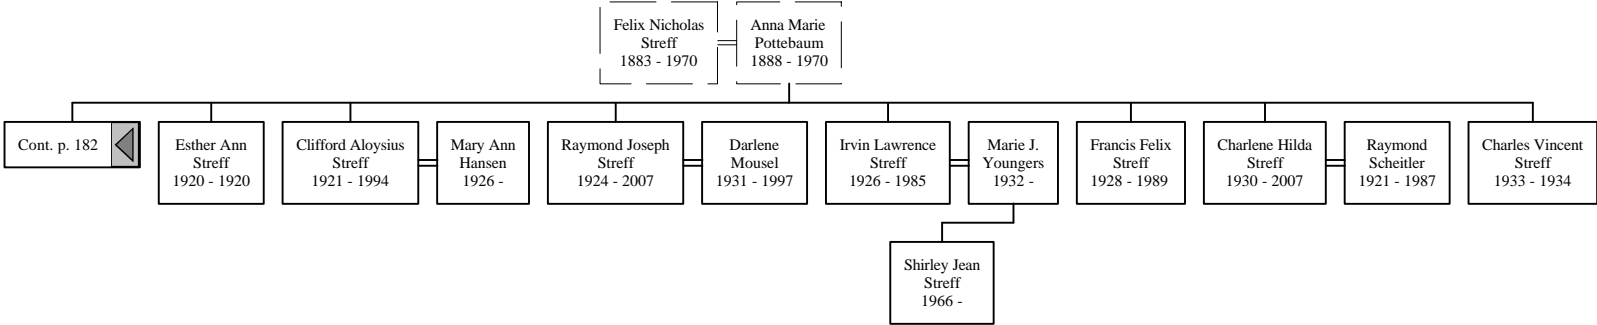 Felix Nicholas
Streff
1883 - 1970
Anna Marie
Pottebaum
1888 - 1970
Cont. p. 182
Esther Ann
Streff
1920 - 1920
Clifford Aloysius
Streff
1921 - 1994
Mary Ann
Hansen
1926 -
Raymond Joseph
Streff
1924 - 2007
Darlene
Mousel
1931 - 1997
Irvin Lawrence
Streff
1926 - 1985
Marie J.
Youngers
1932 -
Francis Felix
Streff
1928 - 1989
Charlene Hilda
Streff
1930 - 2007
Raymond
Scheitler
1921 - 1987
Charles Vincent
Streff
1933 - 1934
Shirley Jean
Streff
1966 -